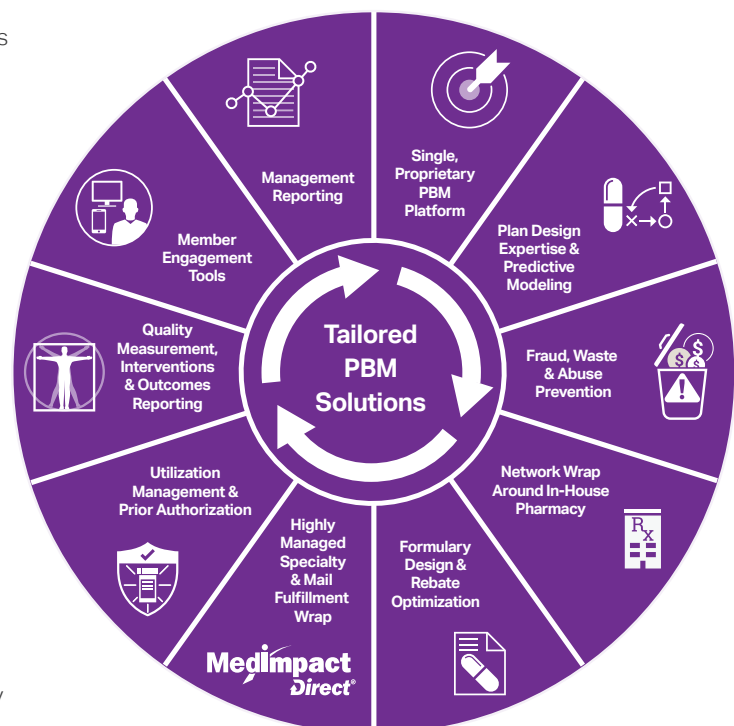 s
Management
Reporting
Single,
Proprietary
PBM
Platform
Plan Design
Expertise &
Predictive
Modeling
Fraud, Waste
& Abuse
Prevention
$
$
Network Wrap
Around In-House
Pharmacy
Rx
Formulary
Design &
Rebate
Optimization
Highly
Managed
Specialty
& Mail
Fulfillment
Wrap
MedImpact
Direct®
Utilization
Management &
Prior Authorization
Quality
Measurement,
Interventions
& Outcomes
Reporting
Member
Engagement
Tools
Tailored
PBM
Solutions